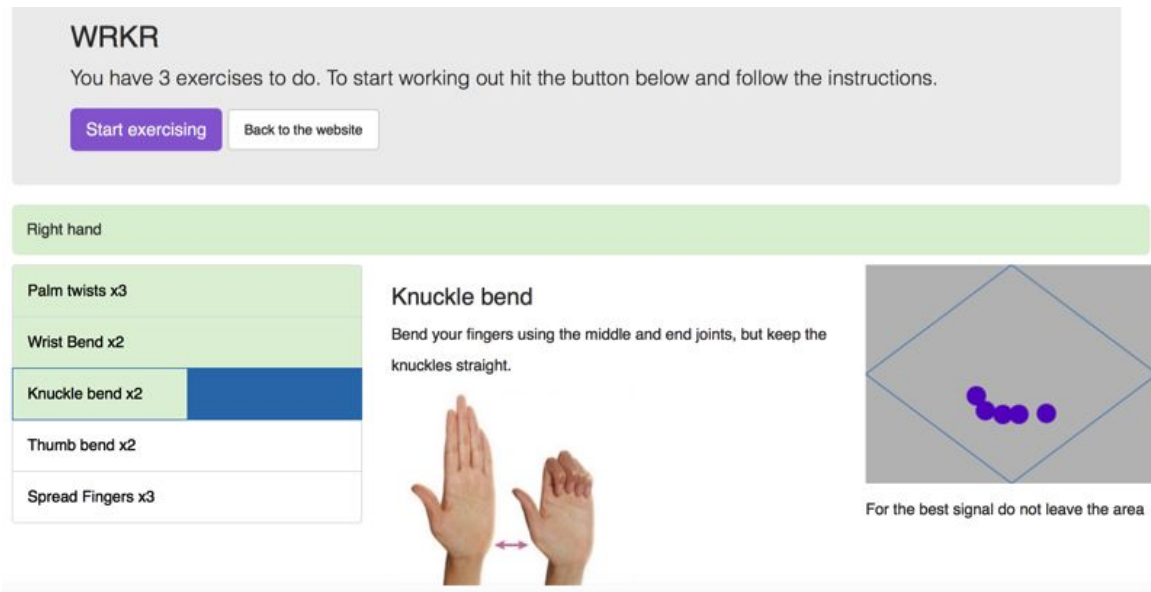 WRKR
You have 3 exercises to do. To start working out hit the button below and follow the instructions.
Start exercising
Back to the website
Right hand
Palm twists x3
Wrist Bend x2
Knuckle bend x2
Thumb bend x2
Spread Fingers x3
Knuckle bend
Bend your fingers using the middle and end joints, but keep the
knuckles straight.
For the best signal do not leave the area